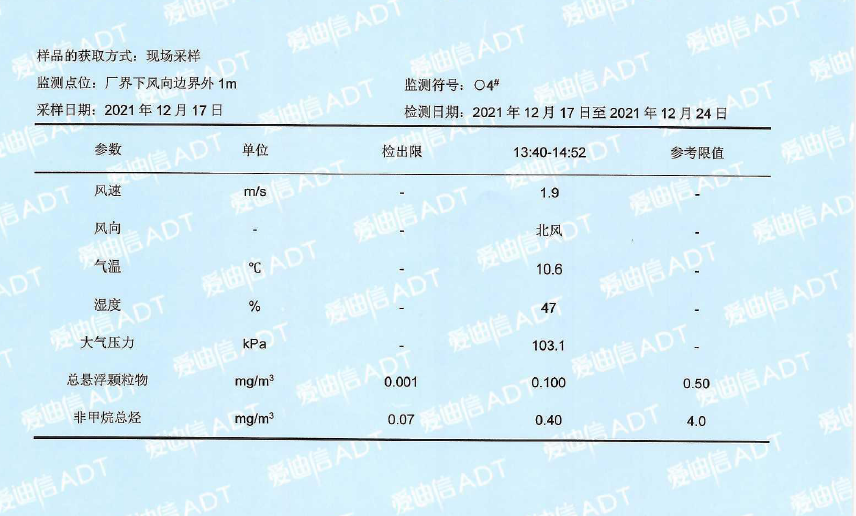 样品的获取方式：现场采样
监测点位：厂界下风向边界外 1m 监测符号：○4#
采样日期：2021 年 12 月 17 日 检测日期：2021 年 12 月 17 日至 2021 年 12 月 24 日
参数 单位 检出限 13:40-14:52 参考限值
风速 m/s - 1.9 -
风向 - - 北风 -
气温 ℃ - 10.6 -
湿度 % - 47 -
大气压力 kPa - 103.1 -
总悬浮颗粒物 mg/m³ 0.001 0.100 0.50
非甲烷总烃 mg/m³ 0.07 0.40 4.0
爱迪信 ADT